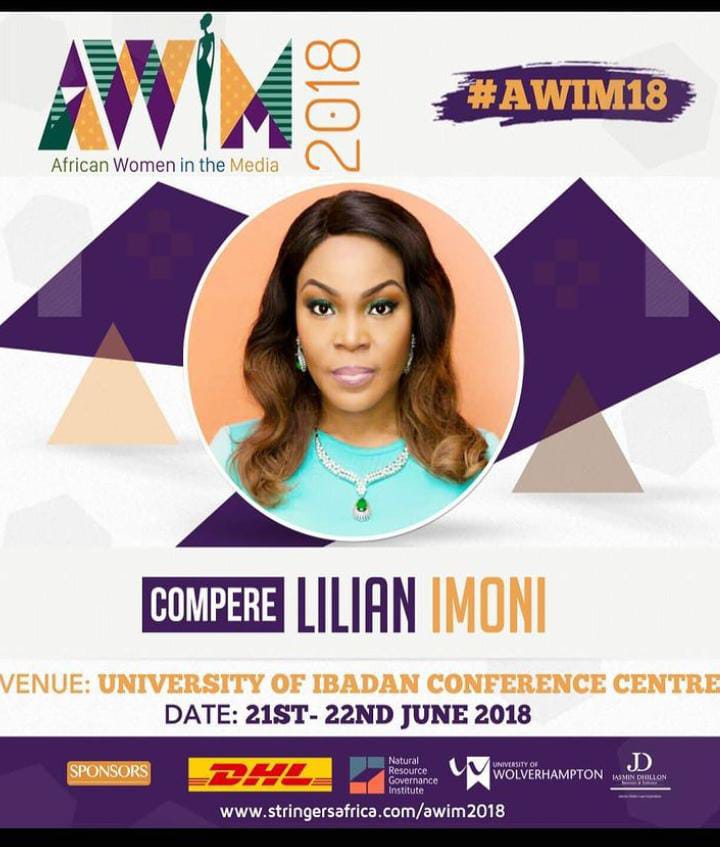 AWIM
2018
African Women in the Media
#AWIM18
COMPERE LILIAN IMONI
VENUE: UNIVERSITY OF IBADAN CONFERENCE CENTRE
DATE: 21ST- 22ND JUNE 2018
SPONSORS
DHL
Natural
Resource
Governance
Institute
UNIVERSITY OF
WOLVERHAMPTON
JD
JASMIN DHILLON
www.stringersafrica.com/awim2018